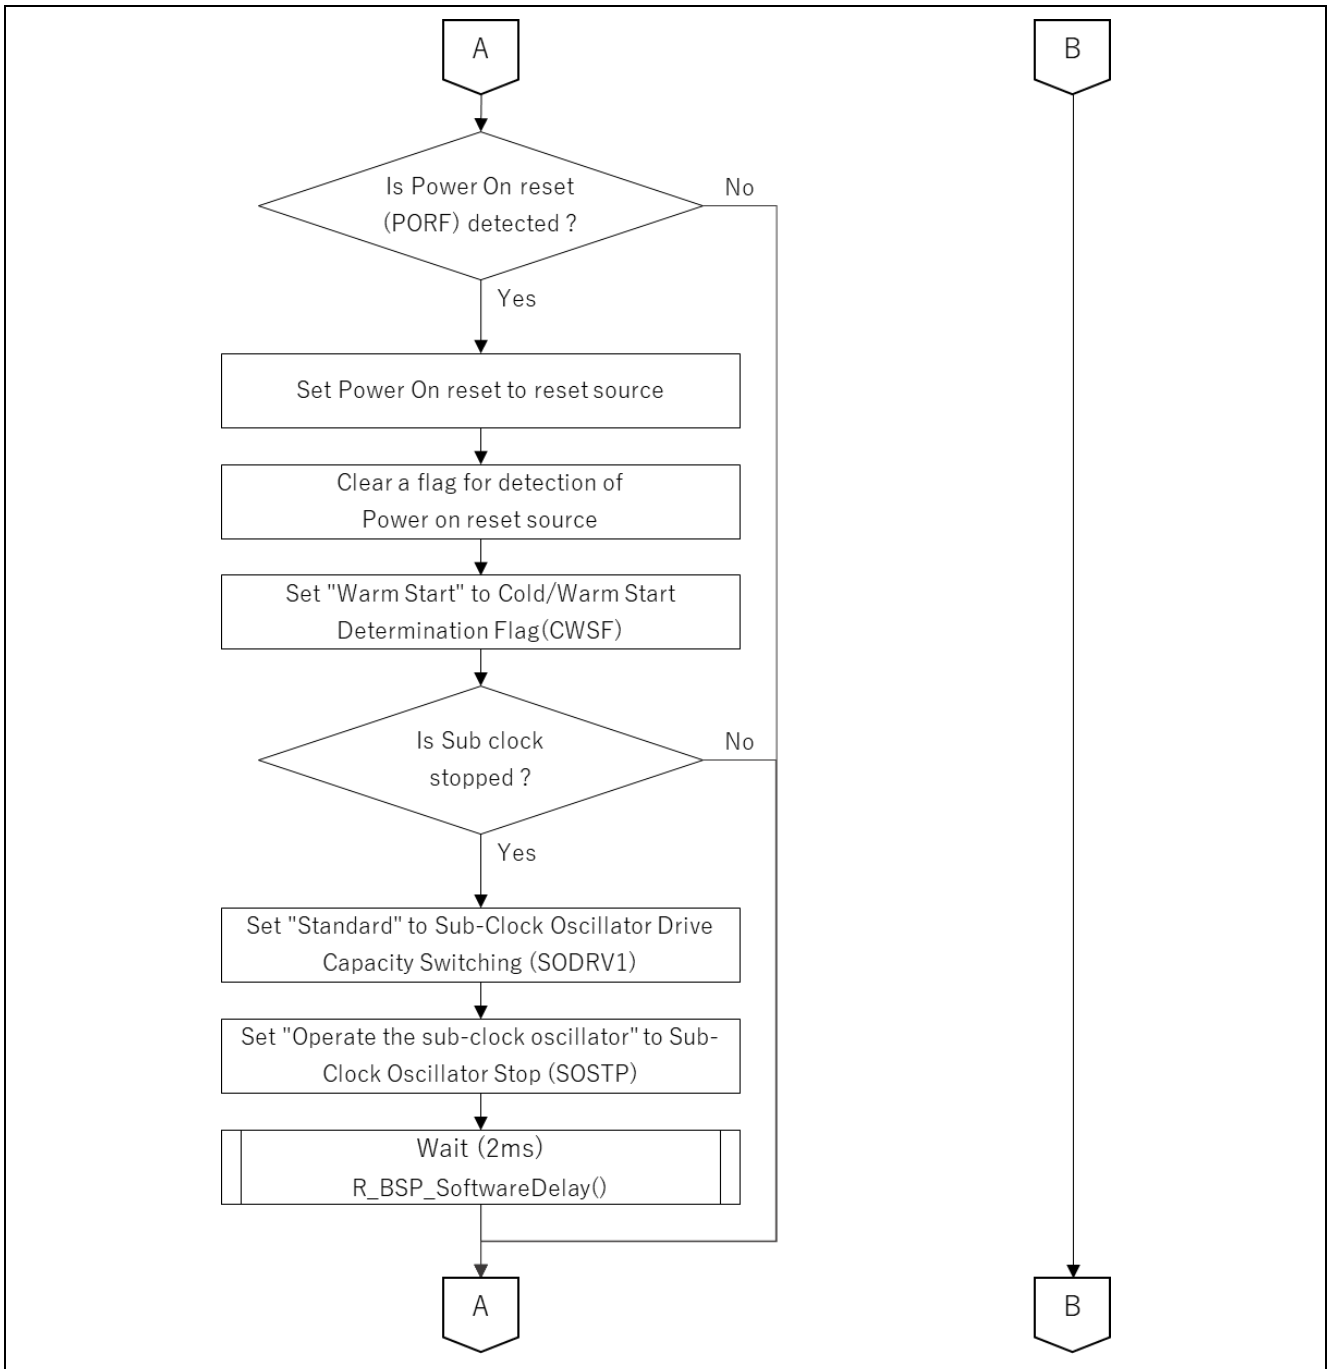 A
B
Is Power On reset
(PORF) detected ?
No
Yes
Set Power On reset to reset source
Clear a flag for detection of
Power on reset source
Set "Warm Start" to Cold/Warm Start
Determination Flag(CWSF)
Is Sub clock
stopped ?
No
Yes
Set "Standard" to Sub-Clock Oscillator Drive
Capacity Switching (SODRV1)
Set "Operate the sub-clock oscillator" to Sub-
Clock Oscillator Stop (SOSTP)
Wait (2ms)
R_BSP_SoftwareDelay()
A
B